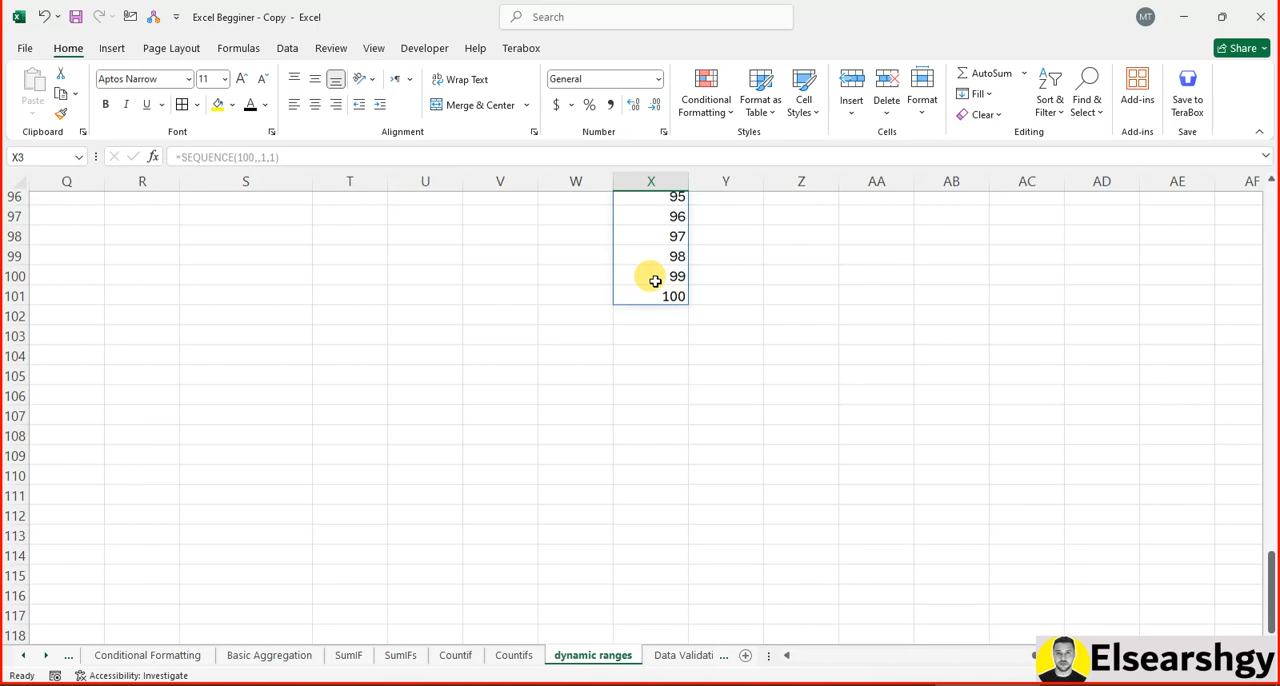 Excel Begginer - Copy - Excel
Search
MT
File Home Insert Page Layout Formulas Data Review View Developer Help Terabox
Share
Paste
Clipboard
Aptos Narrow 11
B I U A
Font
Wrap Text
Merge & Center
Alignment
General
$ % ,
Number
Conditional Formatting
Format as Table
Cell Styles
Styles
Insert
Delete
Format
Cells
AutoSum
Fill
Clear
Sort & Filter
Find & Select
Editing
Add-ins
Add-ins
Save to TeraBox
Save
X3 fx =SEQUENCE(100,,1,1)
Q R S T U V W X Y Z AA AB AC AD AE AF
96 95
97 96
98 97
99 98
100 99
101 100
102
103
104
105
106
107
108
109
110
111
112
113
114
115
116
117
118
... Conditional Formatting Basic Aggregation SumIF SumIFs Countif Countifs dynamic ranges Data Validati ...
Ready Accessibility: Investigate
Elsearshgy